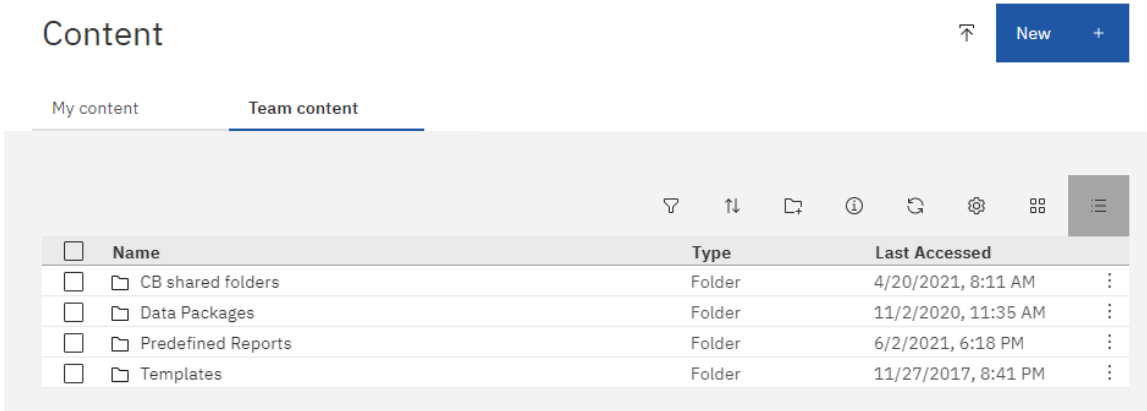 Content
New +
My content Team content
Name Type Last Accessed
CB shared folders Folder 4/20/2021, 8:11 AM
Data Packages Folder 11/2/2020, 11:35 AM
Predefined Reports Folder 6/2/2021, 6:18 PM
Templates Folder 11/27/2017, 8:41 PM